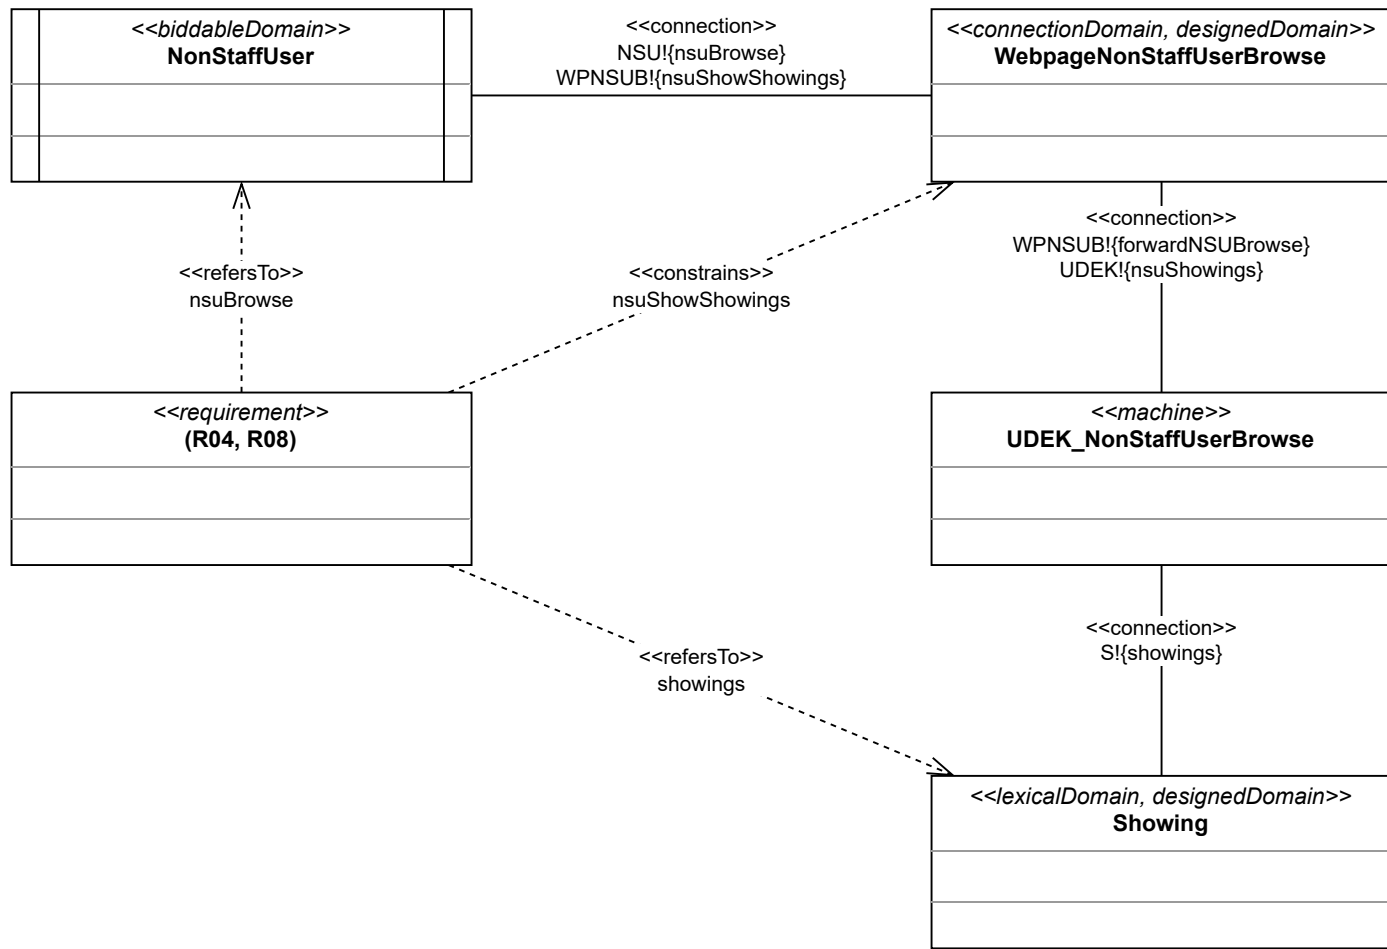 <<biddableDomain>>
NonStaffUser
<<connection>>
NSU!{nsuBrowse}
WPNSUB!{nsuShowShowings}
<<connectionDomain, designedDomain>>
WebpageNonStaffUserBrowse
<<refersTo>>
nsuBrowse
<<constrains>>
nsuShowShowings
<<connection>>
WPNSUB!{forwardNSUBrowse}
UDEK!{nsuShowings}
<<requirement>>
(R04, R08)
<<machine>>
UDEK_NonStaffUserBrowse
<<refersTo>>
showings
<<connection>>
S!{showings}
<<lexicalDomain, designedDomain>>
Showing